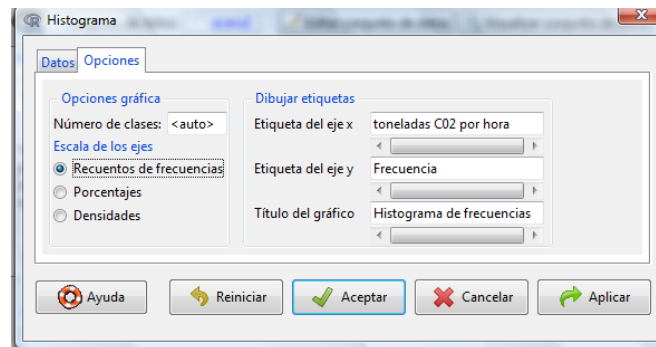 Histograma
Datos Opciones
Opciones gráfica
Número de clases: <auto>
Escala de los ejes
Recuentos de frecuencias
Porcentajes
Densidades
Dibujar etiquetas
Etiqueta del eje x toneladas C02 por hora
Etiqueta del eje y Frecuencia
Título del gráfico Histograma de frecuencias
Ayuda Reiniciar Aceptar Cancelar Aplicar